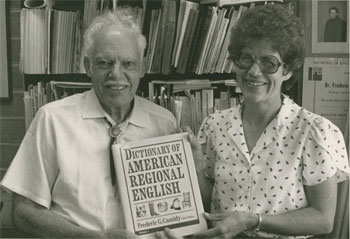 DICTIONARY OF
AMERICAN
REGIONAL
ENGLISH
Frederic G. Cassidy